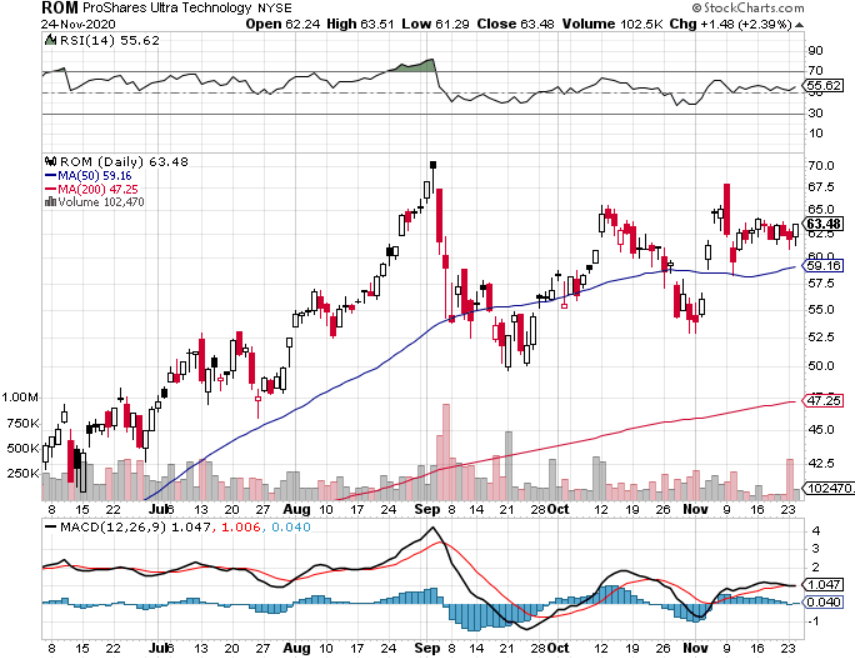 ROM ProShares Ultra Technology NYSE © StockCharts.com
24-Nov-2020 Open 62.24 High 63.51 Low 61.29 Close 63.48 Volume 102.5K Chg +1.48 (+2.39%)
RSI(14) 55.62
90
70
55.62
50
30
10
ROM (Daily) 63.48
MA(50) 59.16
MA(200) 47.25
Volume 102,470
70.0
67.5
65.0
63.48
62.5
60.0
59.16
57.5
55.0
52.5
50.0
47.25
45.0
42.5
102470
1.00M
750K
500K
250K
8 15 22 Jul 6 13 20 27 Aug 10 17 24 Sep 8 14 21 28 Oct 12 19 26 Nov 9 16 23
MACD(12,26,9) 1.047, 1.006, 0.040
4
3
2
1.047
0.040
-1
8 15 22 Jul 6 13 20 27 Aug 10 17 24 Sep 8 14 21 28 Oct 12 19 26 Nov 9 16 23